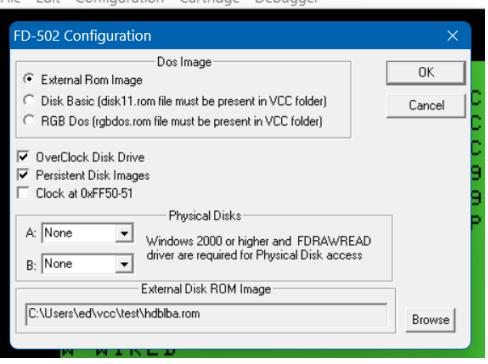 File Edit Configuration Cartridge Debugger
FD-502 Configuration
Dos Image
External Rom Image
Disk Basic (disk11.rom file must be present in VCC folder)
RGB Dos (rgbdos.rom file must be present in VCC folder)
OK
Cancel
OverClock Disk Drive
Persistent Disk Images
Clock at 0xFF50-51
Physical Disks
A: None
B: None
Windows 2000 or higher and FDRAWREAD
driver are required for Physical Disk access
External Disk ROM Image
C:\Users\ed\vcc\test\hdblba.rom
Browse